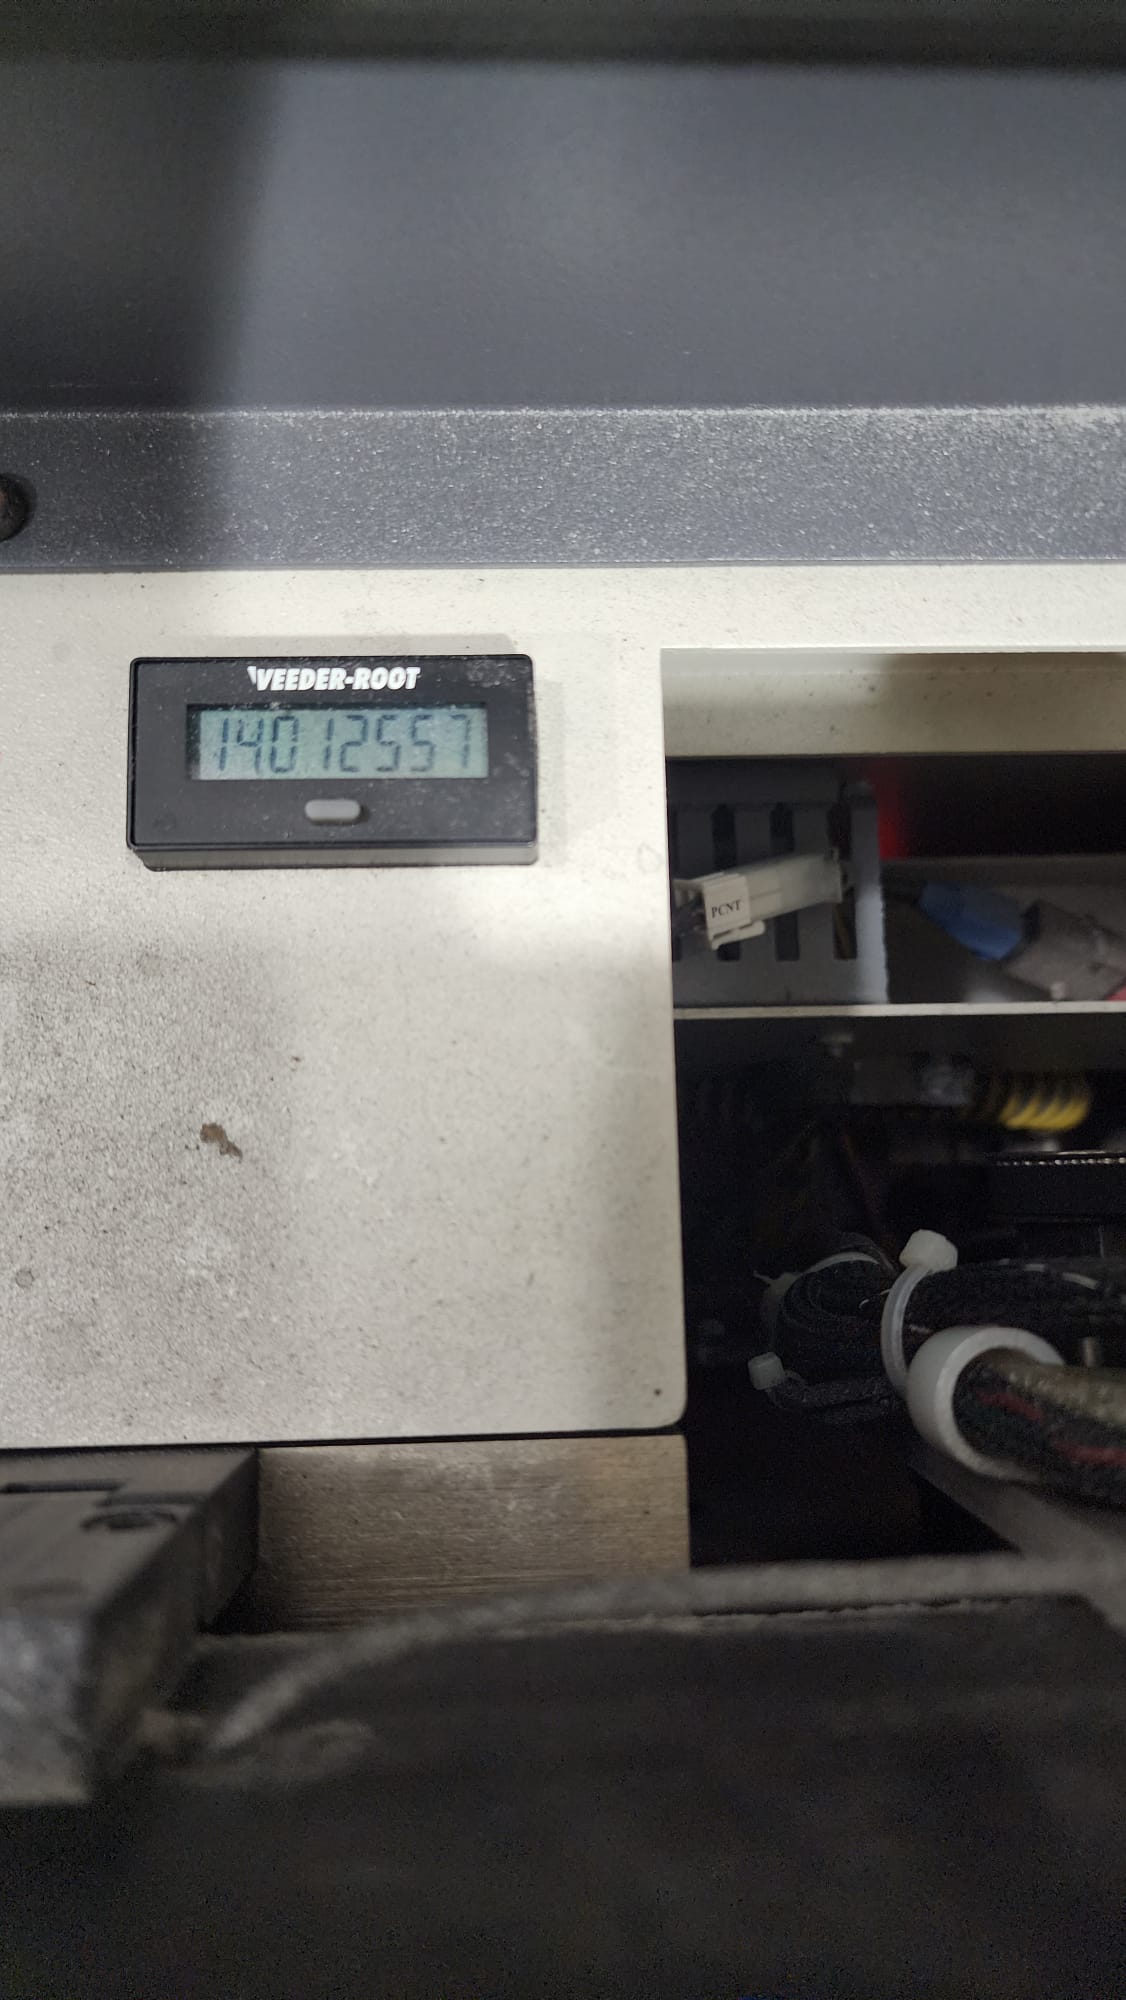 VEEDER-ROOT
14012557
PCNT